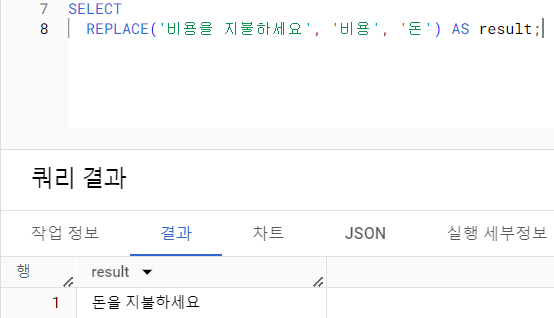 7 SELECT
8 REPLACE('비용을 지불하세요', '비용', '돈') AS result;
쿼리 결과
작업 정보 결과 차트 JSON 실행 세부정보
행 result
1 돈을 지불하세요